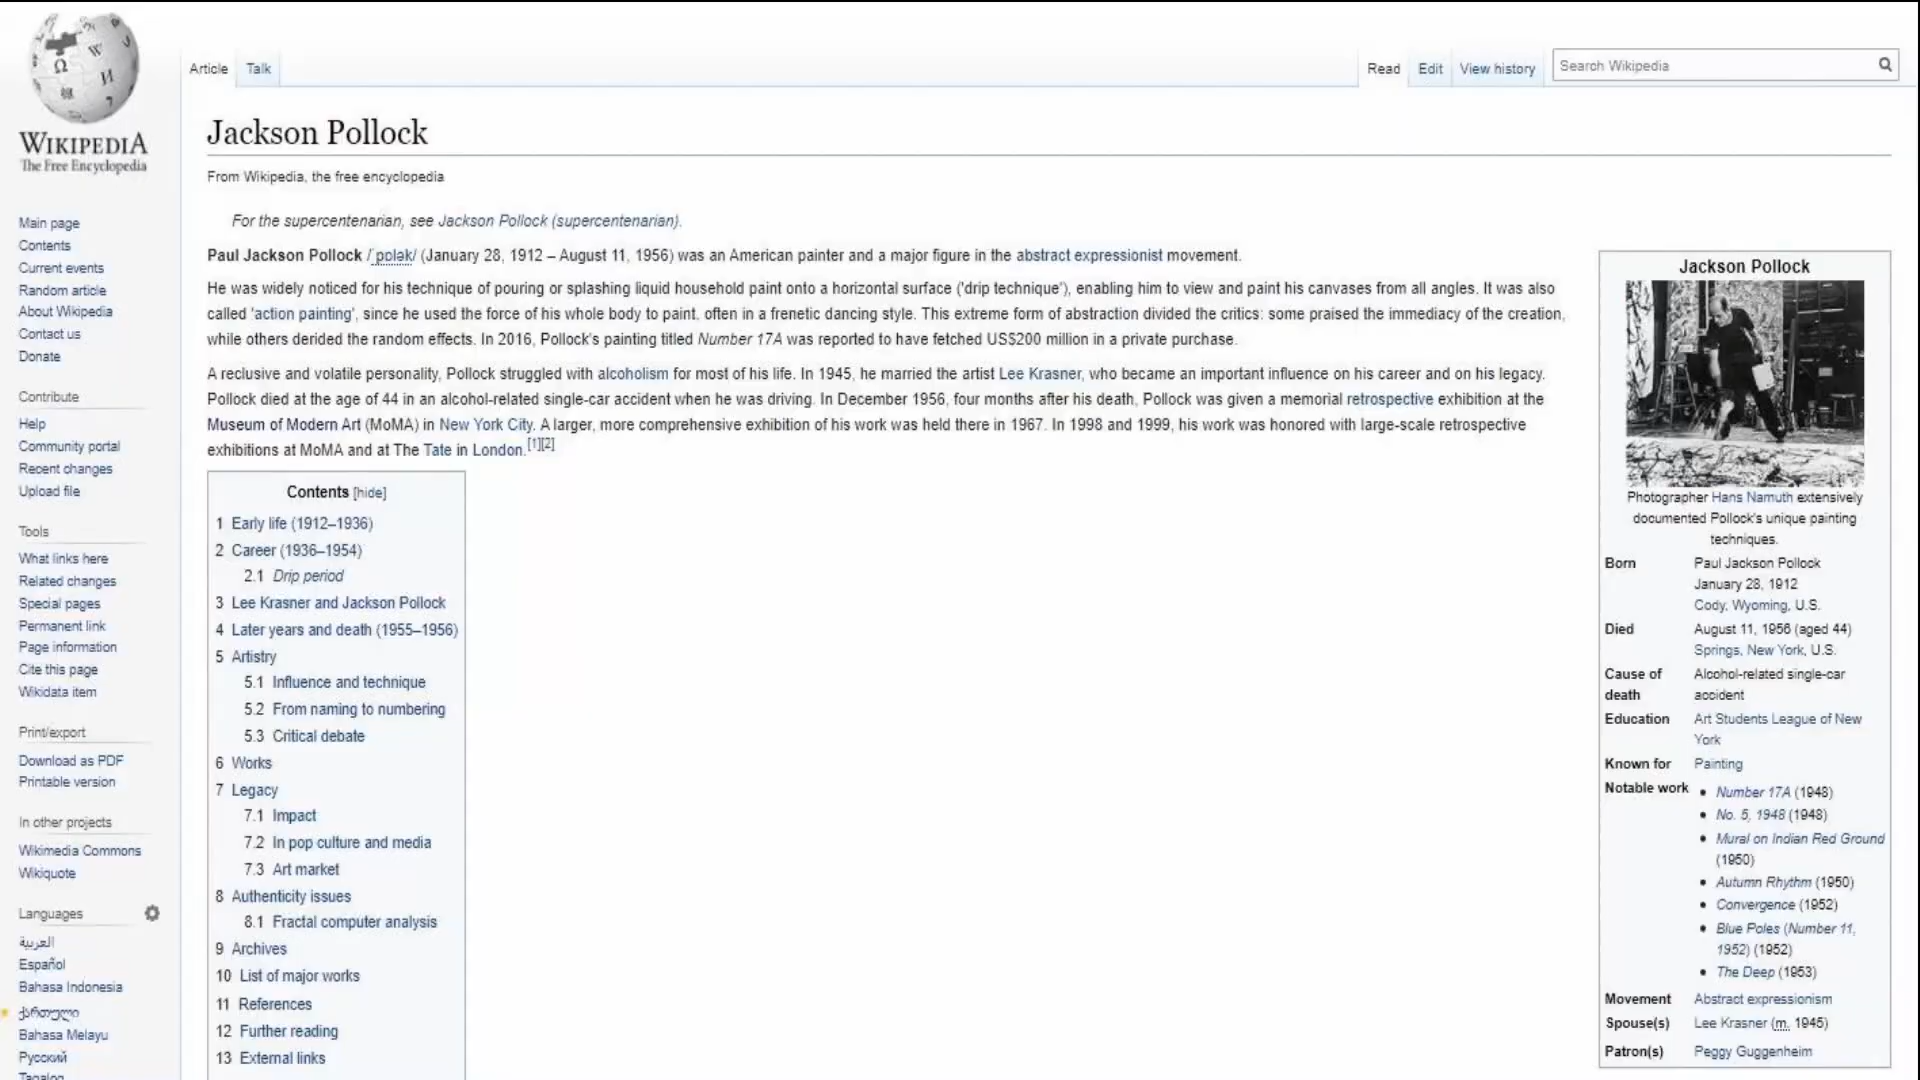 WIKIPEDIA
The Free Encyclopedia
Main page
Contents
Current events
Random article
About Wikipedia
Contact us
Donate
Contribute
Help
Community portal
Recent changes
Upload file
Tools
What links here
Related changes
Special pages
Permanent link
Page information
Cite this page
Wikidata item
Print/export
Download as PDF
Printable version
In other projects
Wikimedia Commons
Wikiquote
Languages
العربية
Español
Bahasa Indonesia
ქართული
Bahasa Melayu
Русский
Tagalog
Article Talk
Read Edit View history Search Wikipedia
Jackson Pollock
From Wikipedia, the free encyclopedia
For the supercentenarian, see Jackson Pollock (supercentenarian).
Paul Jackson Pollock /ˈpɒlək/ (January 28, 1912 – August 11, 1956) was an American painter and a major figure in the abstract expressionist movement.
He was widely noticed for his technique of pouring or splashing liquid household paint onto a horizontal surface ('drip technique'), enabling him to view and paint his canvases from all angles. It was also
called 'action painting', since he used the force of his whole body to paint, often in a frenetic dancing style. This extreme form of abstraction divided the critics: some praised the immediacy of the creation,
while others derided the random effects. In 2016, Pollock's painting titled Number 17A was reported to have fetched US$200 million in a private purchase.
A reclusive and volatile personality, Pollock struggled with alcoholism for most of his life. In 1945, he married the artist Lee Krasner, who became an important influence on his career and on his legacy.
Pollock died at the age of 44 in an alcohol-related single-car accident when he was driving. In December 1956, four months after his death, Pollock was given a memorial retrospective exhibition at the
Museum of Modern Art (MoMA) in New York City. A larger, more comprehensive exhibition of his work was held there in 1967. In 1998 and 1999, his work was honored with large-scale retrospective
exhibitions at MoMA and at The Tate in London.[1][2]
Contents [hide]
1 Early life (1912–1936)
2 Career (1936–1954)
2.1 Drip period
3 Lee Krasner and Jackson Pollock
4 Later years and death (1955–1956)
5 Artistry
5.1 Influence and technique
5.2 From naming to numbering
5.3 Critical debate
6 Works
7 Legacy
7.1 Impact
7.2 In pop culture and media
7.3 Art market
8 Authenticity issues
8.1 Fractal computer analysis
9 Archives
10 List of major works
11 References
12 Further reading
13 External links
Jackson Pollock
Photographer Hans Namuth extensively
documented Pollock's unique painting
techniques.
Born Paul Jackson Pollock
January 28, 1912
Cody, Wyoming, U.S.
Died August 11, 1956 (aged 44)
Springs, New York, U.S.
Cause of Alcohol-related single-car
death accident
Education Art Students League of New
York
Known for Painting
Notable work • Number 17A (1948)
• No. 5, 1948 (1948)
• Mural on Indian Red Ground
(1950)
• Autumn Rhythm (1950)
• Convergence (1952)
• Blue Poles (Number 11,
1952) (1952)
• The Deep (1953)
Movement Abstract expressionism
Spouse(s) Lee Krasner (m. 1945)
Patron(s) Peggy Guggenheim